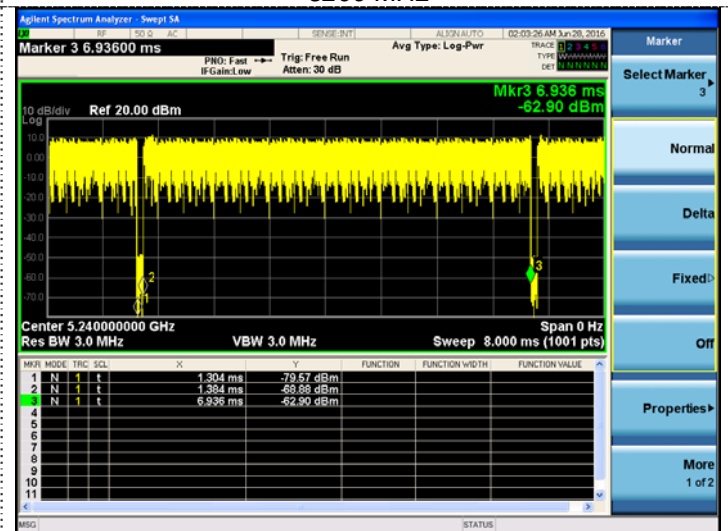 Agilent Spectrum Analyzer - Swept SA
RF 50 Ω AC SENSE:INT ALIGN AUTO 02:03:26 AM Jun 28, 2016
Marker 3 6.93600 ms
PNO: Fast
IFGain:Low
Trig: Free Run
Atten: 30 dB
Avg Type: Log-Pwr
TRACE 1 2 3 4 5 6
TYPE
DET N N N N N N
Mkr3 6.936 ms
-62.90 dBm
10 dB/div Ref 20.00 dBm
Log
10.0
0.00
-10.0
-20.0
-30.0
-40.0
-50.0
-60.0
-70.0
1
2
3
Center 5.240000000 GHz Span 0 Hz
Res BW 3.0 MHz VBW 3.0 MHz Sweep 8.000 ms (1001 pts)
MKR MODE TRC SCL X Y FUNCTION FUNCTION WIDTH FUNCTION VALUE
1 N 1 t 1.304 ms -79.57 dBm
2 N 1 t 1.384 ms -68.88 dBm
3 N 1 t 6.936 ms -62.90 dBm
4
5
6
7
8
9
10
11
MSG STATUS
Marker
Select Marker
3
Normal
Delta
Fixed
Off
Properties
More
1 of 2